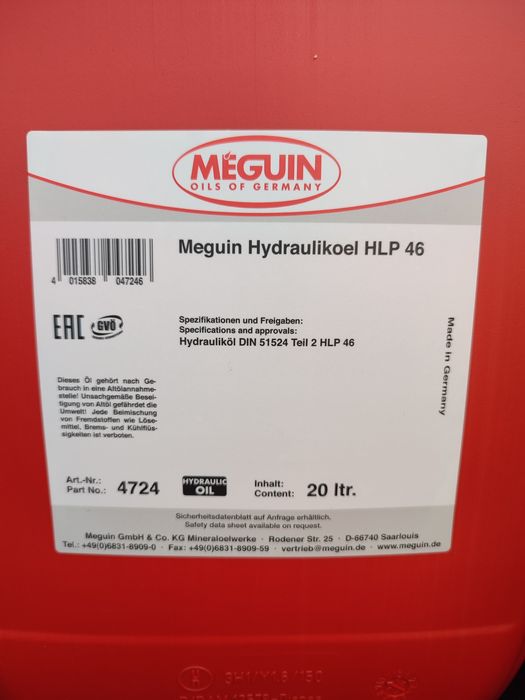 MEGUIN
OILS OF GERMANY
Meguin Hydraulikoel HLP 46
4 015838 047246
EAC GVÖ
Spezifikationen und Freigaben:
Specifications and approvals:
Hydrauliköl DIN 51524 Teil 2 HLP 46
Made in Germany
Dieses Öl gehört nach Ge-
brauch in eine Altölannahme-
stelle! Unsachgemäße Besei-
tigung von Altöl gefährdet die
Umwelt! Jede Beimischung
von Fremdstoffen wie Löse-
mittel, Brems- und Kühlflüs-
sigkeiten ist verboten.
Art.-Nr.:
Part No.: 4724
HYDRAULIC
OIL
Inhalt:
Content: 20 ltr.
Sicherheitsdatenblatt auf Anfrage erhältlich.
Safety data sheet available on request.
Meguin GmbH & Co. KG Mineraloelwerke · Rodener Str. 25 · D-66740 Saarlouis
Tel.: +49(0)6831-8909-0 · Fax: +49(0)6831-8909-59 · vertrieb@meguin.de · www.meguin.de